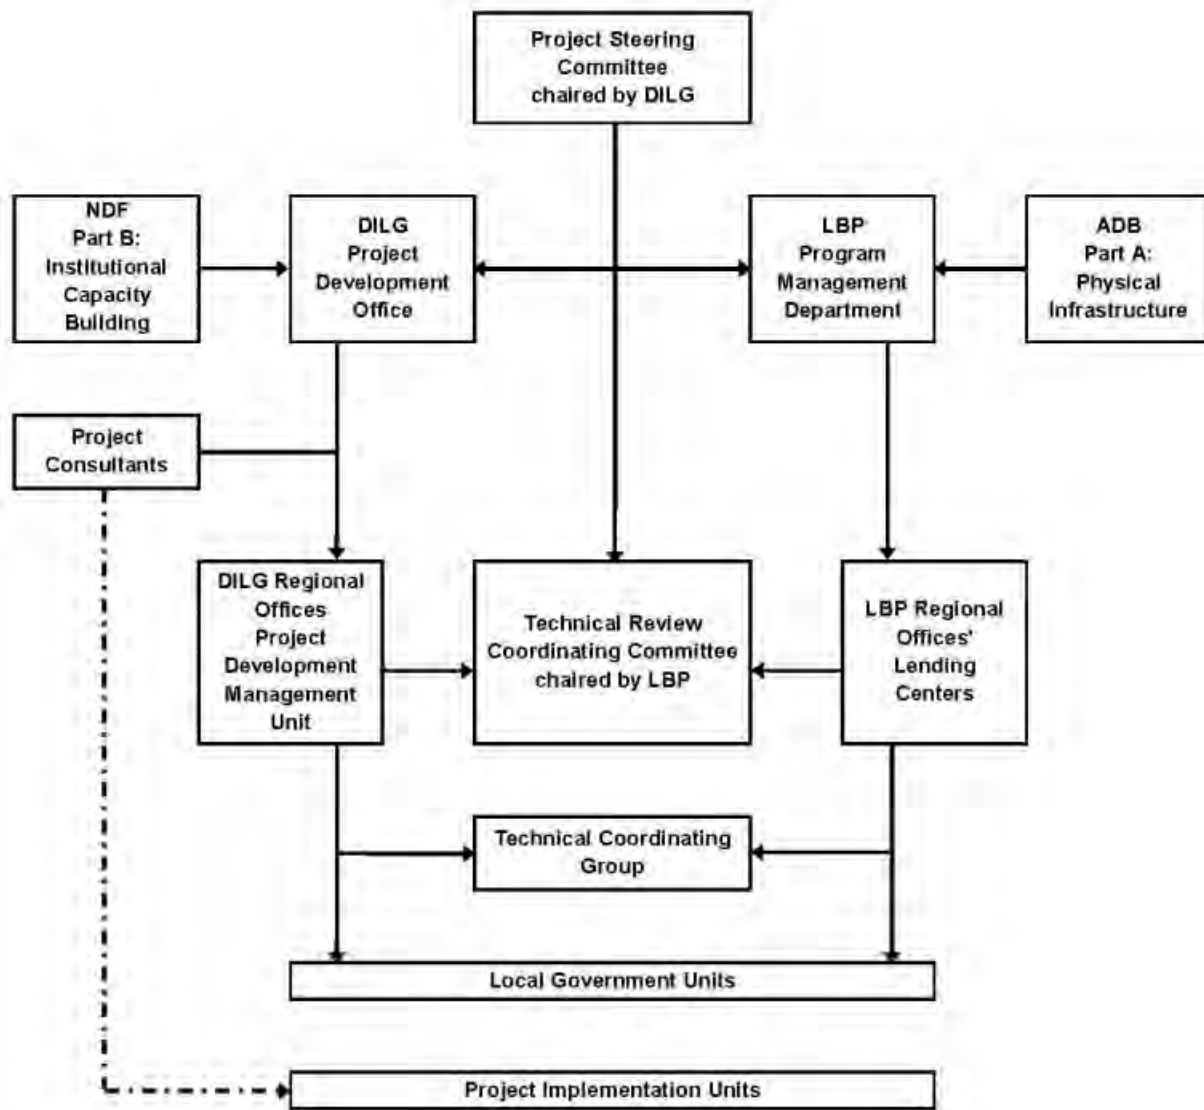 Project Steering
Committee
chaired by DILG
NDF
Part B:
Institutional
Capacity
Building
DILG
Project
Development
Office
LBP
Program
Management
Department
ADB
Part A:
Physical
Infrastructure
Project
Consultants
DILG Regional
Offices
Project
Development
Management
Unit
Technical Review
Coordinating Committee
chaired by LBP
LBP Regional
Offices'
Lending
Centers
Technical Coordinating
Group
Local Government Units
Project Implementation Units